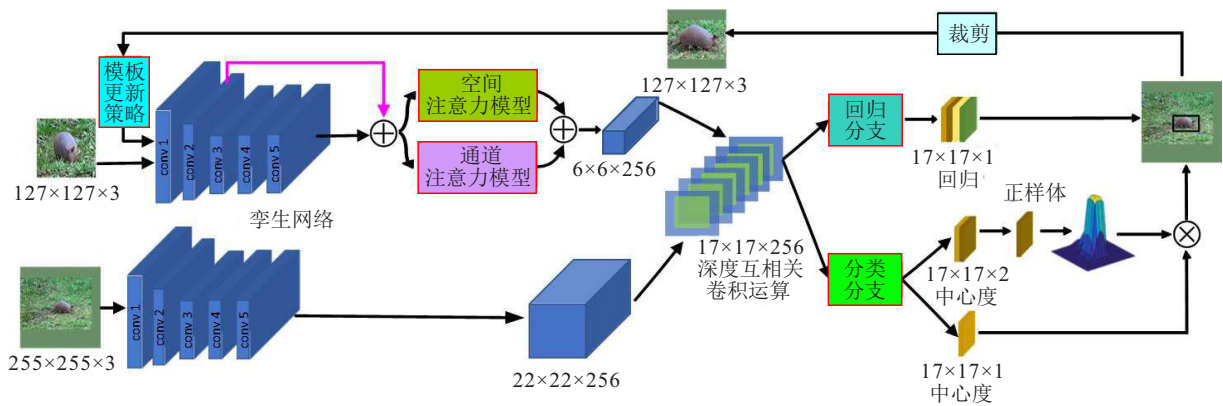 裁剪
模板
更新
策略
空间
注意力模型
127×127×3
回归
分支
conv 1
conv 2
conv 3
conv 4
conv 5
通道
注意力模型
6×6×256
17×17×1
回归
127×127×3
孪生网络
正样体
17×17×256
深度互相关
卷积运算
分类
分支
17×17×2
中心度
conv 1
conv 2
conv 3
conv 4
conv 5
255×255×3
22×22×256
17×17×1
中心度